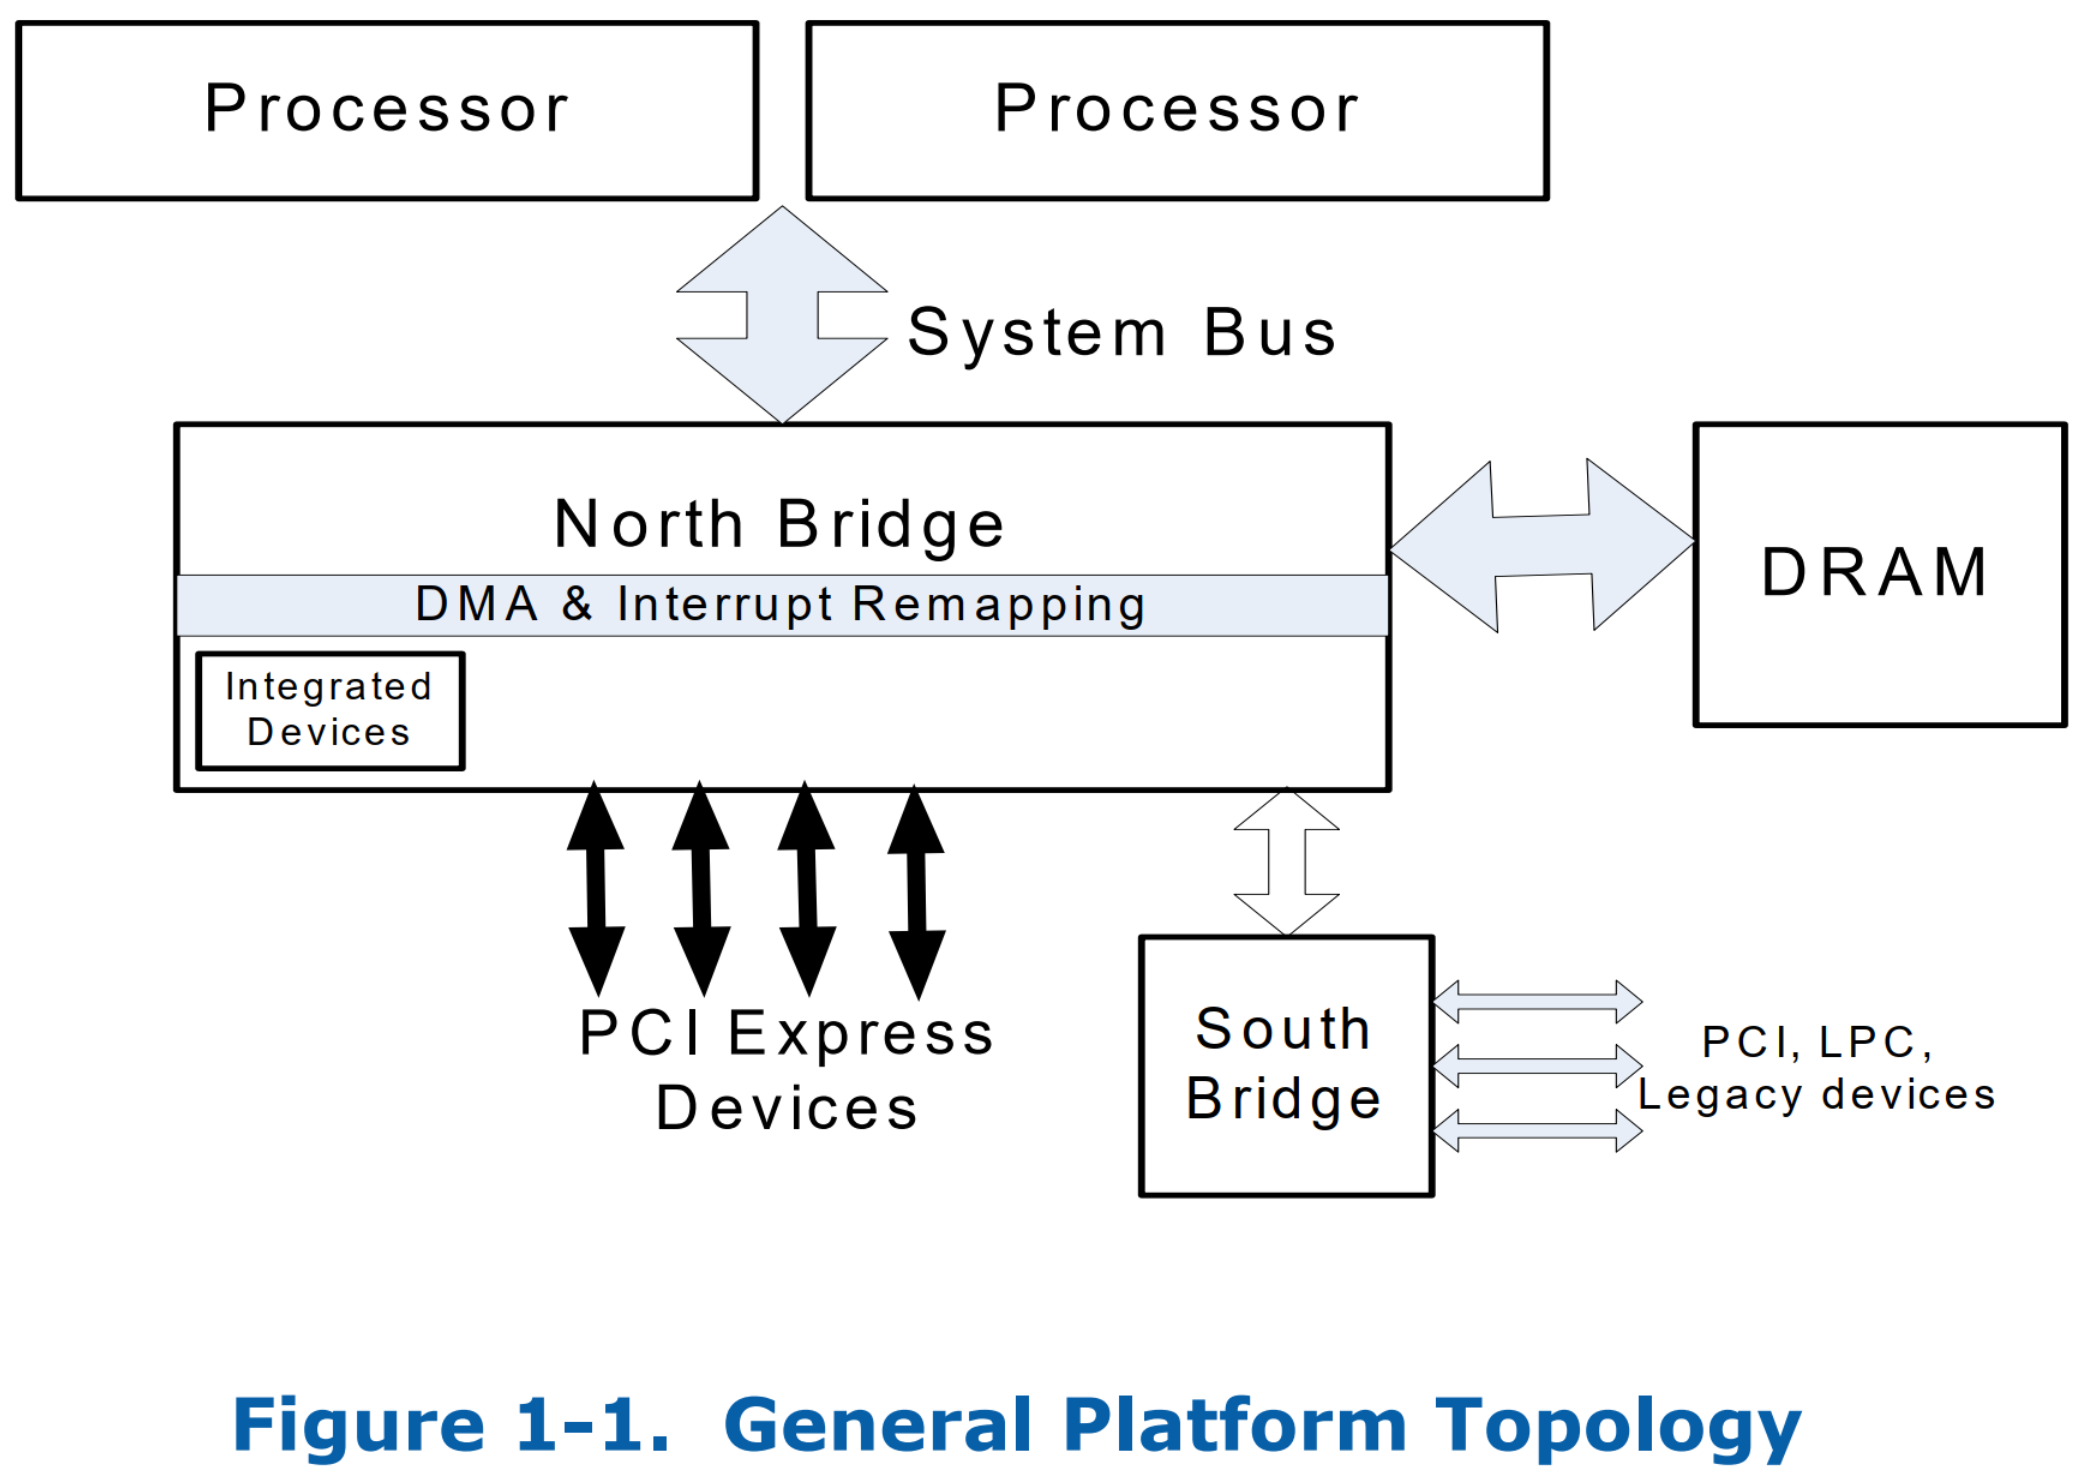 Processor
Processor
System Bus
North Bridge
DRAM
DMA & Interrupt Remapping
Integrated
Devices
PCI Express
Devices
South
Bridge
PCI, LPC,
Legacy devices
Figure 1-1. General Platform Topology